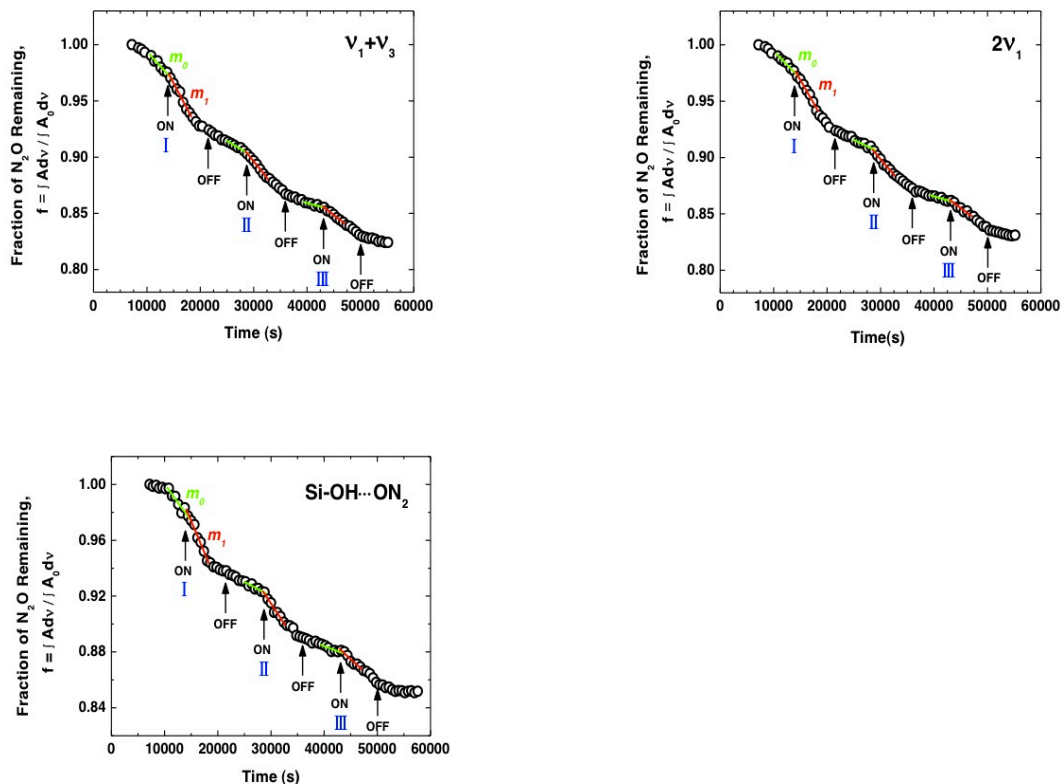 Fraction of N₂O Remaining,
f = ∫ Adν / ∫ A₀dν
1.00
0.95
0.90
0.85
0.80
ν₁+ν₃
m₀
m₁
ON
Ⅰ
OFF
ON
Ⅱ
OFF
ON
Ⅲ
OFF
0 10000 20000 30000 40000 50000 60000
Time (s)
Fraction of N₂O Remaining,
f = ∫ Adν / ∫ A₀dν
1.00
0.95
0.90
0.85
0.80
2ν₁
m₀
m₁
ON
Ⅰ
OFF
ON
Ⅱ
OFF
ON
Ⅲ
OFF
0 10000 20000 30000 40000 50000 60000
Time(s)
Fraction of N₂O Remaining,
f = ∫ Adν / ∫ A₀dν
1.00
0.96
0.92
0.88
0.84
Si-OH···ON₂
m₀
m₁
ON
Ⅰ
OFF
ON
Ⅱ
OFF
ON
Ⅲ
OFF
0 10000 20000 30000 40000 50000 60000
Time (s)